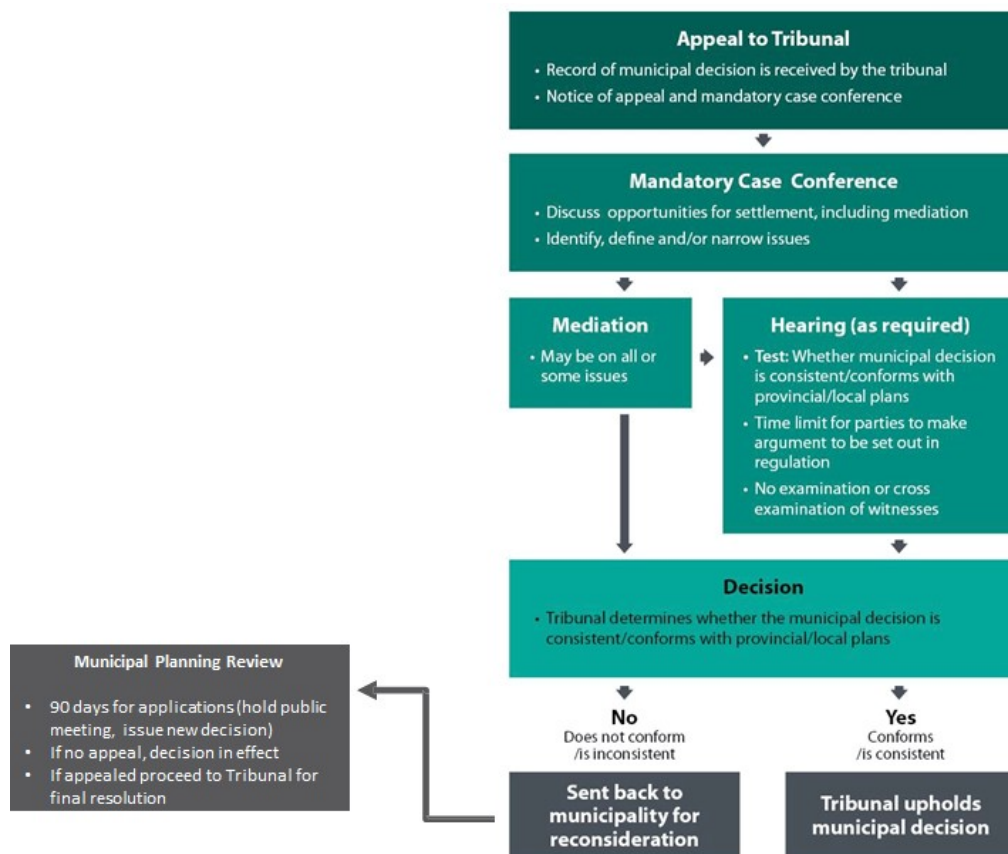 Appeal to Tribunal
• Record of municipal decision is received by the tribunal
• Notice of appeal and mandatory case conference
Mandatory Case Conference
• Discuss opportunities for settlement, including mediation
• Identify, define and/or narrow issues
Mediation
• May be on all or
some issues
Hearing (as required)
• Test: Whether municipal decision
is consistent/conforms with
provincial/local plans
• Time limit for parties to make
argument to be set out in
regulation
• No examination or cross
examination of witnesses
Decision
• Tribunal determines whether the municipal decision is
consistent/conforms with provincial/local plans
No
Does not conform
/is inconsistent
Yes
Conforms
/is consistent
Sent back to
municipality for
reconsideration
Tribunal upholds
municipal decision
Municipal Planning Review
• 90 days for applications (hold public
meeting, issue new decision)
• If no appeal, decision in effect
• If appealed proceed to Tribunal for
final resolution